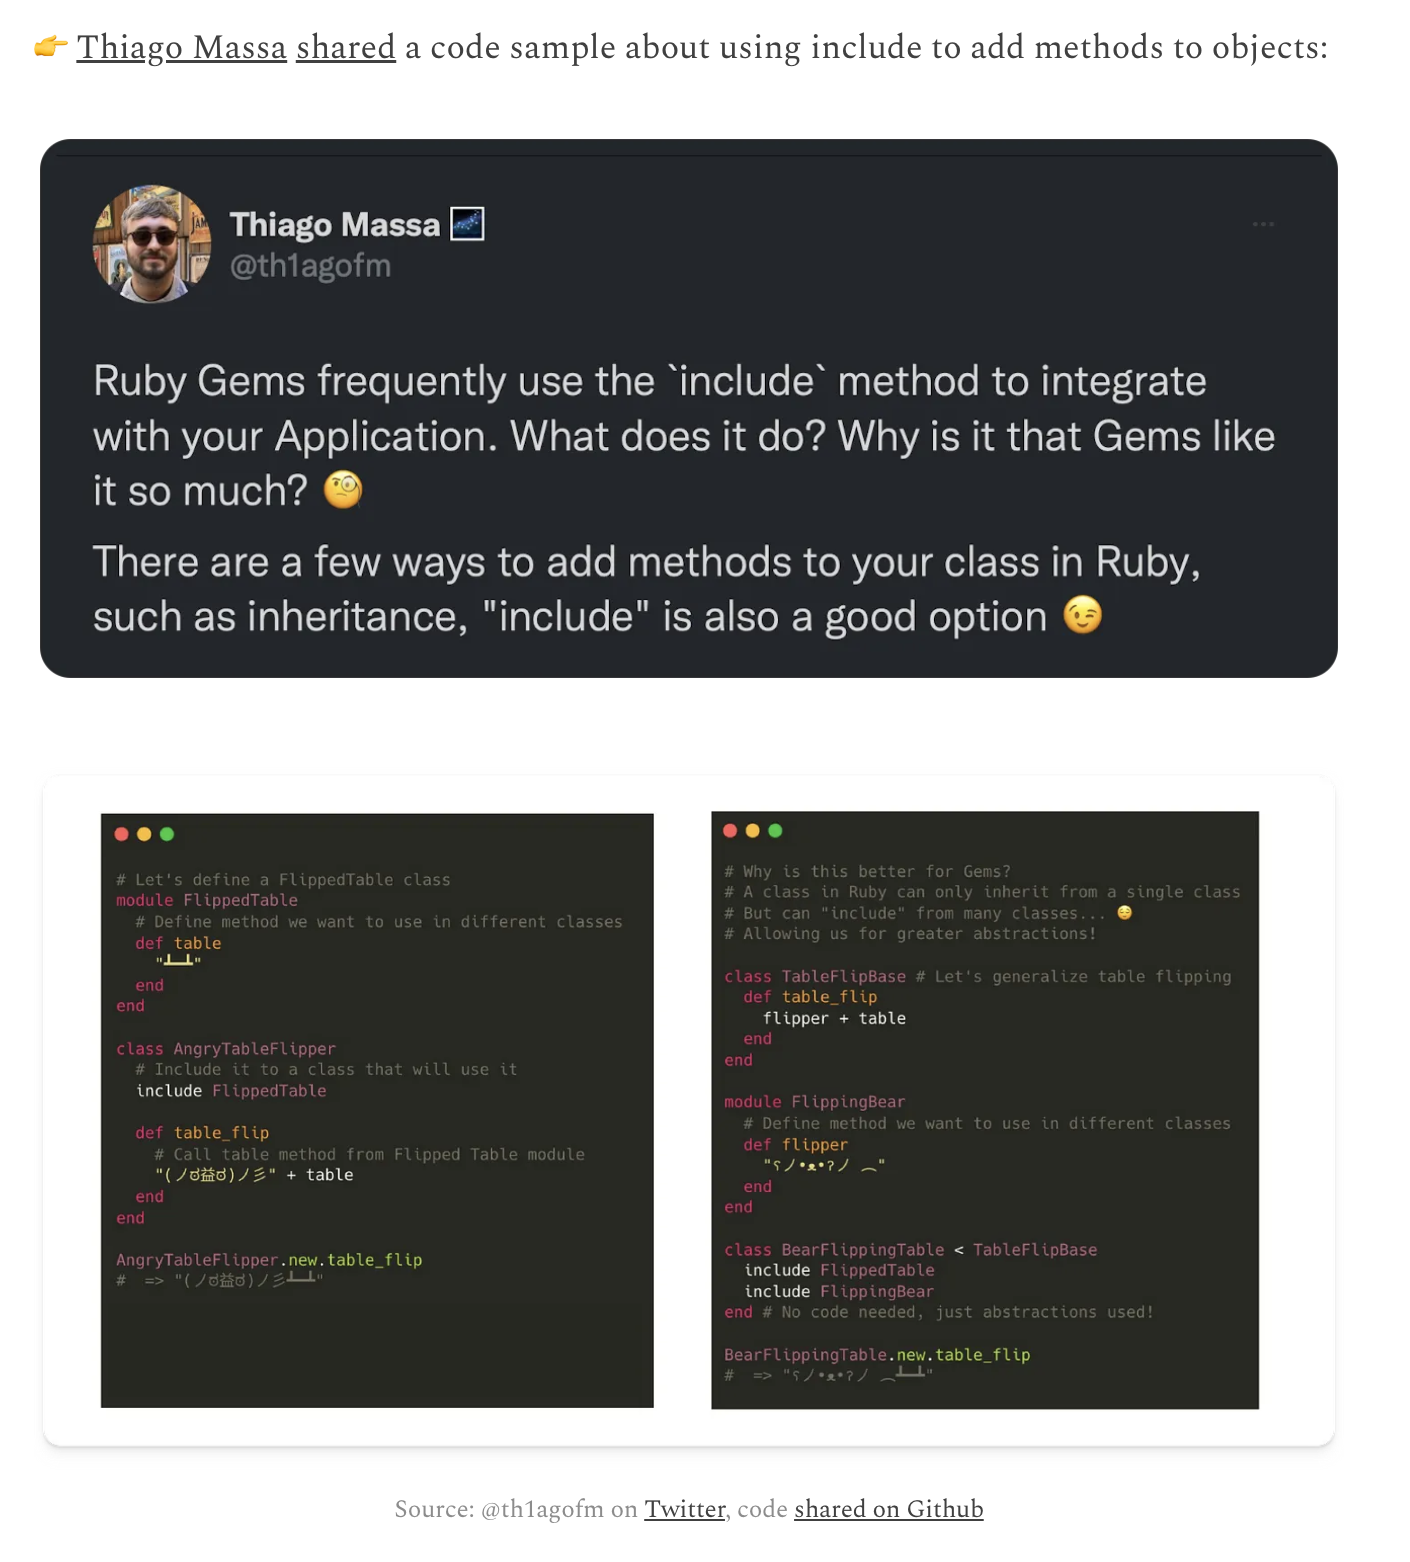 👉 Thiago Massa shared a code sample about using include to add methods to objects:
Thiago Massa 🌌
@th1agofm
...
Ruby Gems frequently use the `include` method to integrate
with your Application. What does it do? Why is it that Gems like
it so much? 🧐
There are a few ways to add methods to your class in Ruby,
such as inheritance, "include" is also a good option 😉
# Let's define a FlippedTable class
module FlippedTable
  # Define method we want to use in different classes
  def table
    "┻━┻"
  end
end
class AngryTableFlipper
  # Include it to a class that will use it
  include FlippedTable
  def table_flip
    # Call table method from Flipped Table module
    "(ノಠ益ಠ)ノ彡" + table
  end
end
AngryTableFlipper.new.table_flip
#  => "(ノಠ益ಠ)ノ彡┻━┻"
# Why is this better for Gems?
# A class in Ruby can only inherit from a single class
# But can "include" from many classes... 😌
# Allowing us for greater abstractions!
class TableFlipBase # Let's generalize table flipping
  def table_flip
    flipper + table
  end
end
module FlippingBear
  # Define method we want to use in different classes
  def flipper
    "ʕノ•ᴥ•ʔノ ︵"
  end
end
class BearFlippingTable < TableFlipBase
  include FlippedTable
  include FlippingBear
end # No code needed, just abstractions used!
BearFlippingTable.new.table_flip
#  => "ʕノ•ᴥ•ʔノ ︵┻━┻"
Source: @th1agofm on Twitter, code shared on Github